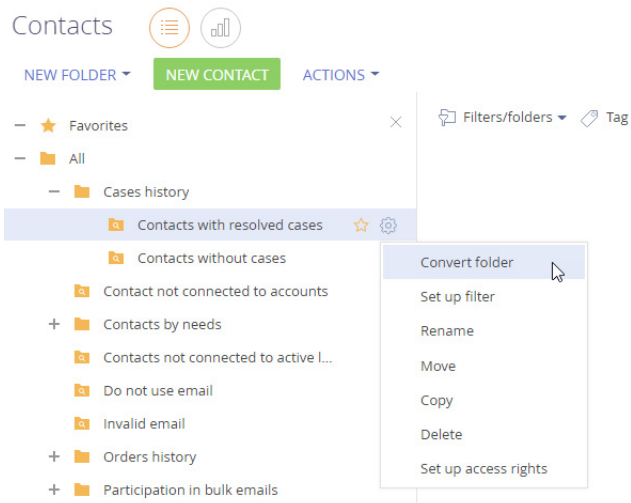 Contacts
NEW FOLDER NEW CONTACT ACTIONS
Favorites
Filters/folders Tag
All
Cases history
Contacts with resolved cases
Contacts without cases
Contact not connected to accounts
Contacts by needs
Contacts not connected to active l...
Do not use email
Invalid email
Orders history
Participation in bulk emails
Convert folder
Set up filter
Rename
Move
Copy
Delete
Set up access rights